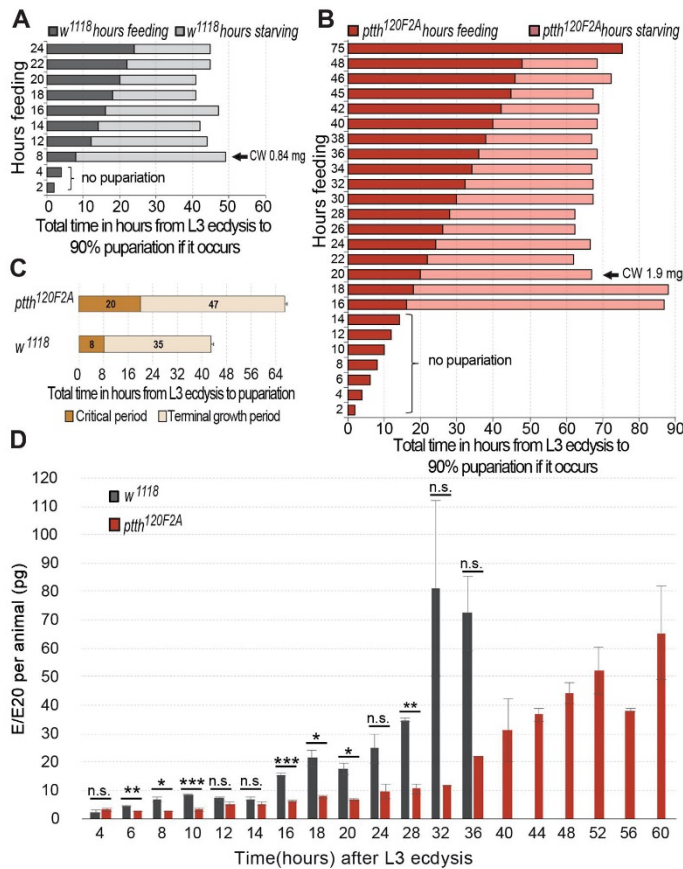 A
w1118 hours feeding
w1118 hours starving
Hours feeding
24
22
20
18
16
14
12
8
4
2
CW 0.84 mg
no pupariation
0 10 20 30 40 50 60
Total time in hours from L3 ecdysis to
90% pupariation if it occurs
B
ptth120F2A hours feeding
ptth120F2A hours starving
Hours feeding
75
48
46
45
42
40
38
36
34
32
30
28
26
24
22
20
18
16
14
12
10
8
6
4
2
CW 1.9 mg
no pupariation
0 10 20 30 40 50 60 70 80 90
Total time in hours from L3 ecdysis to
90% pupariation if it occurs
C
ptth120F2A
20 47
w1118
8 35
0 8 16 24 32 40 48 56 64
Total time in hours from L3 ecdysis to pupariation
Critical period
Terminal growth period
D
w1118
ptth120F2A
E/E20 per animal (pg)
120
110
100
90
80
70
60
50
40
30
20
10
0
n.s. ** * *** n.s. n.s. *** * * n.s. ** n.s. n.s.
4 6 8 10 12 14 16 18 20 24 28 32 36 40 44 48 52 56 60
Time(hours) after L3 ecdysis